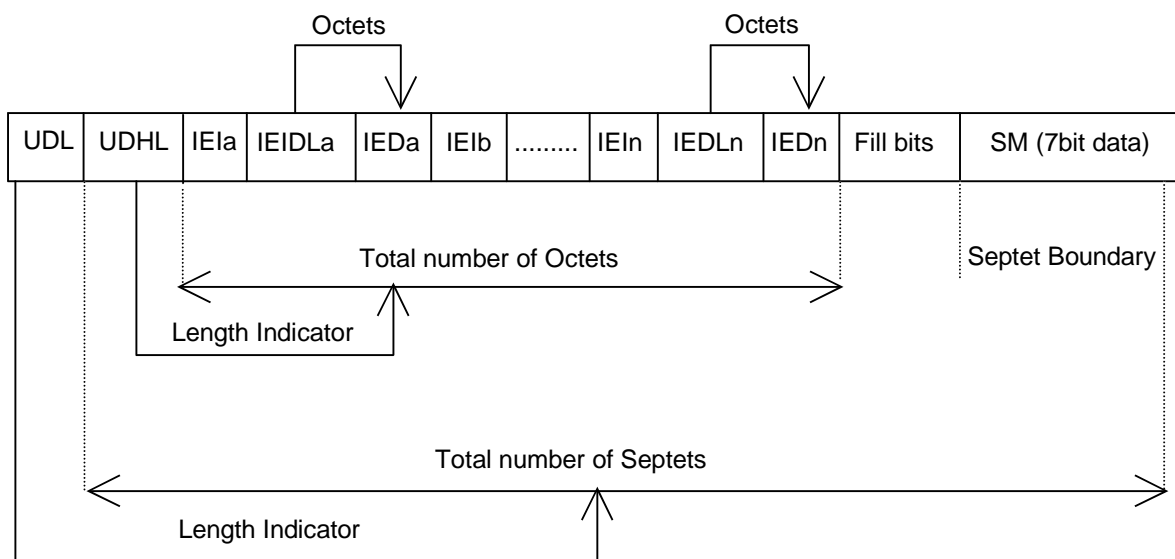 Octets Octets
UDL UDHL IEIa IEIDLa IEDa IEIb ......... IEIn IEDLn IEDn Fill bits SM (7bit data)
Total number of Octets Septet Boundary
Length Indicator
Total number of Septets
Length Indicator